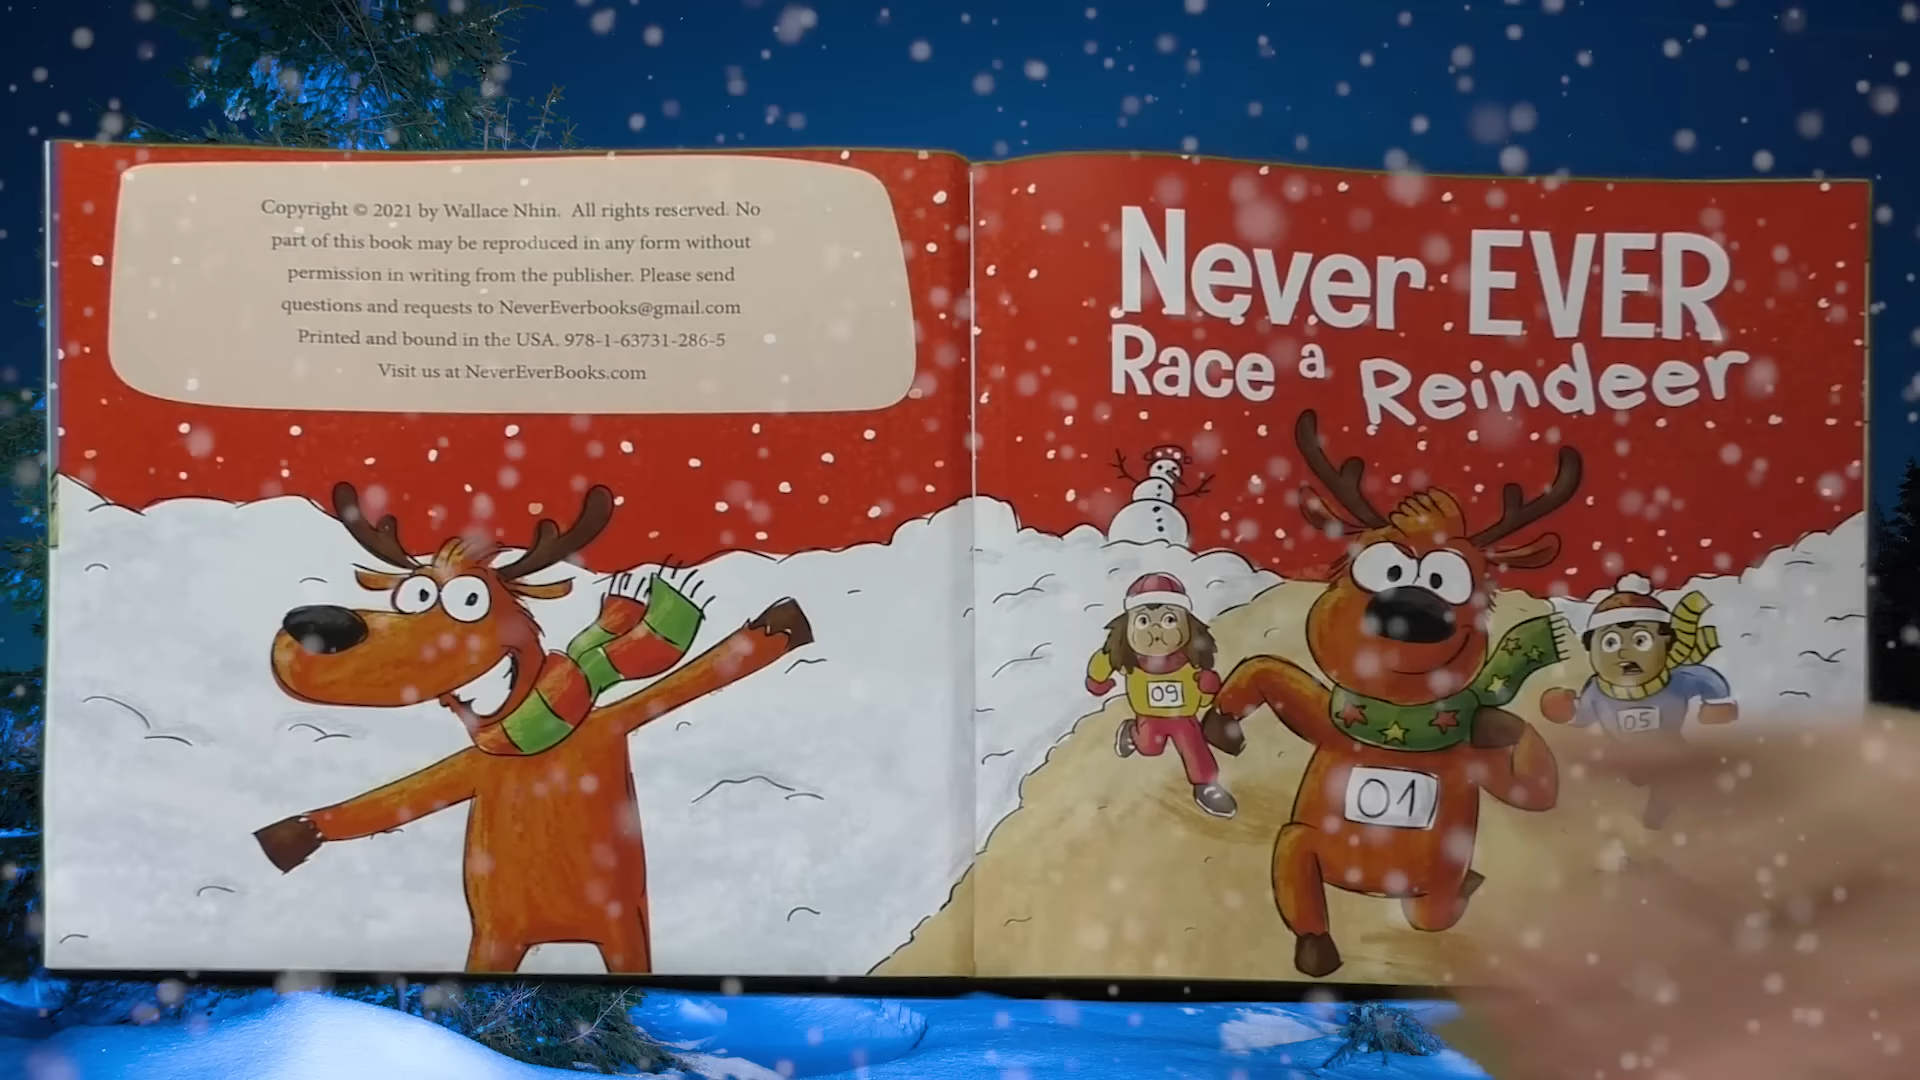 Copyright © 2021 by Wallace Nhin. All rights reserved. No
part of this book may be reproduced in any form without
permission in writing from the publisher. Please send
questions and requests to NeverEverbooks@gmail.com
Printed and bound in the USA. 978-1-63731-286-5
Visit us at NeverEverBooks.com
Never EVER
Race a Reindeer
09
05
01